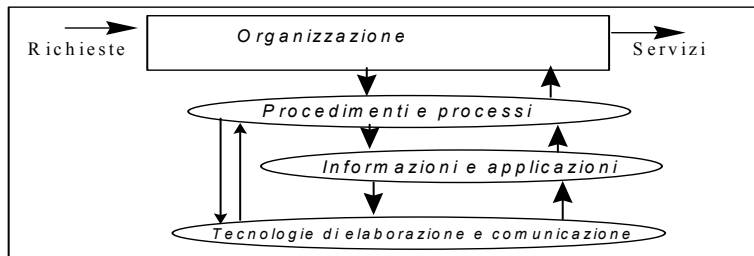 Organizzazione
Richieste
Servizi
Procedimenti e processi
Informazioni e applicazioni
Tecnologie di elaborazione e comunicazione